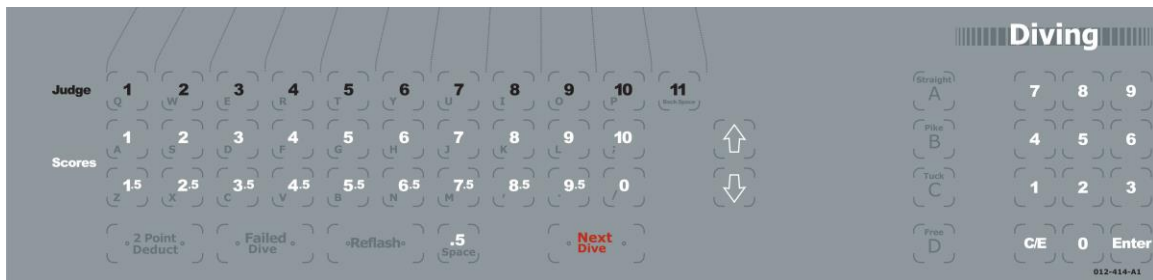 Diving
Judge 1 2 3 4 5 6 7 8 9 10 11
Q W E R T Y U I O P Back Space
Straight
A
7 8 9
Scores
1 2 3 4 5 6 7 8 9 10
A S D F G H J K L ;
Pike
B
4 5 6
1.5 2.5 3.5 4.5 5.5 6.5 7.5 8.5 9.5 0
Z X C V B N M , . /
Tuck
C
1 2 3
2 Point
Deduct
Failed
Dive
Reflash
.5
Space
Next
Dive
Free
D
C/E 0 Enter
012-414-A1